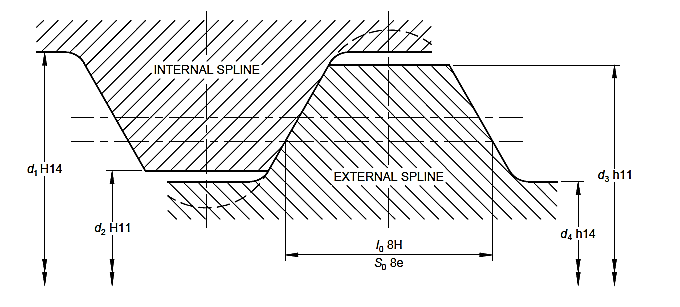 INTERNAL SPLINE
EXTERNAL SPLINE
d₁ H14
d₂ H11
d₃ h11
d₄ h14
l₀ 8H
S₀ 8e